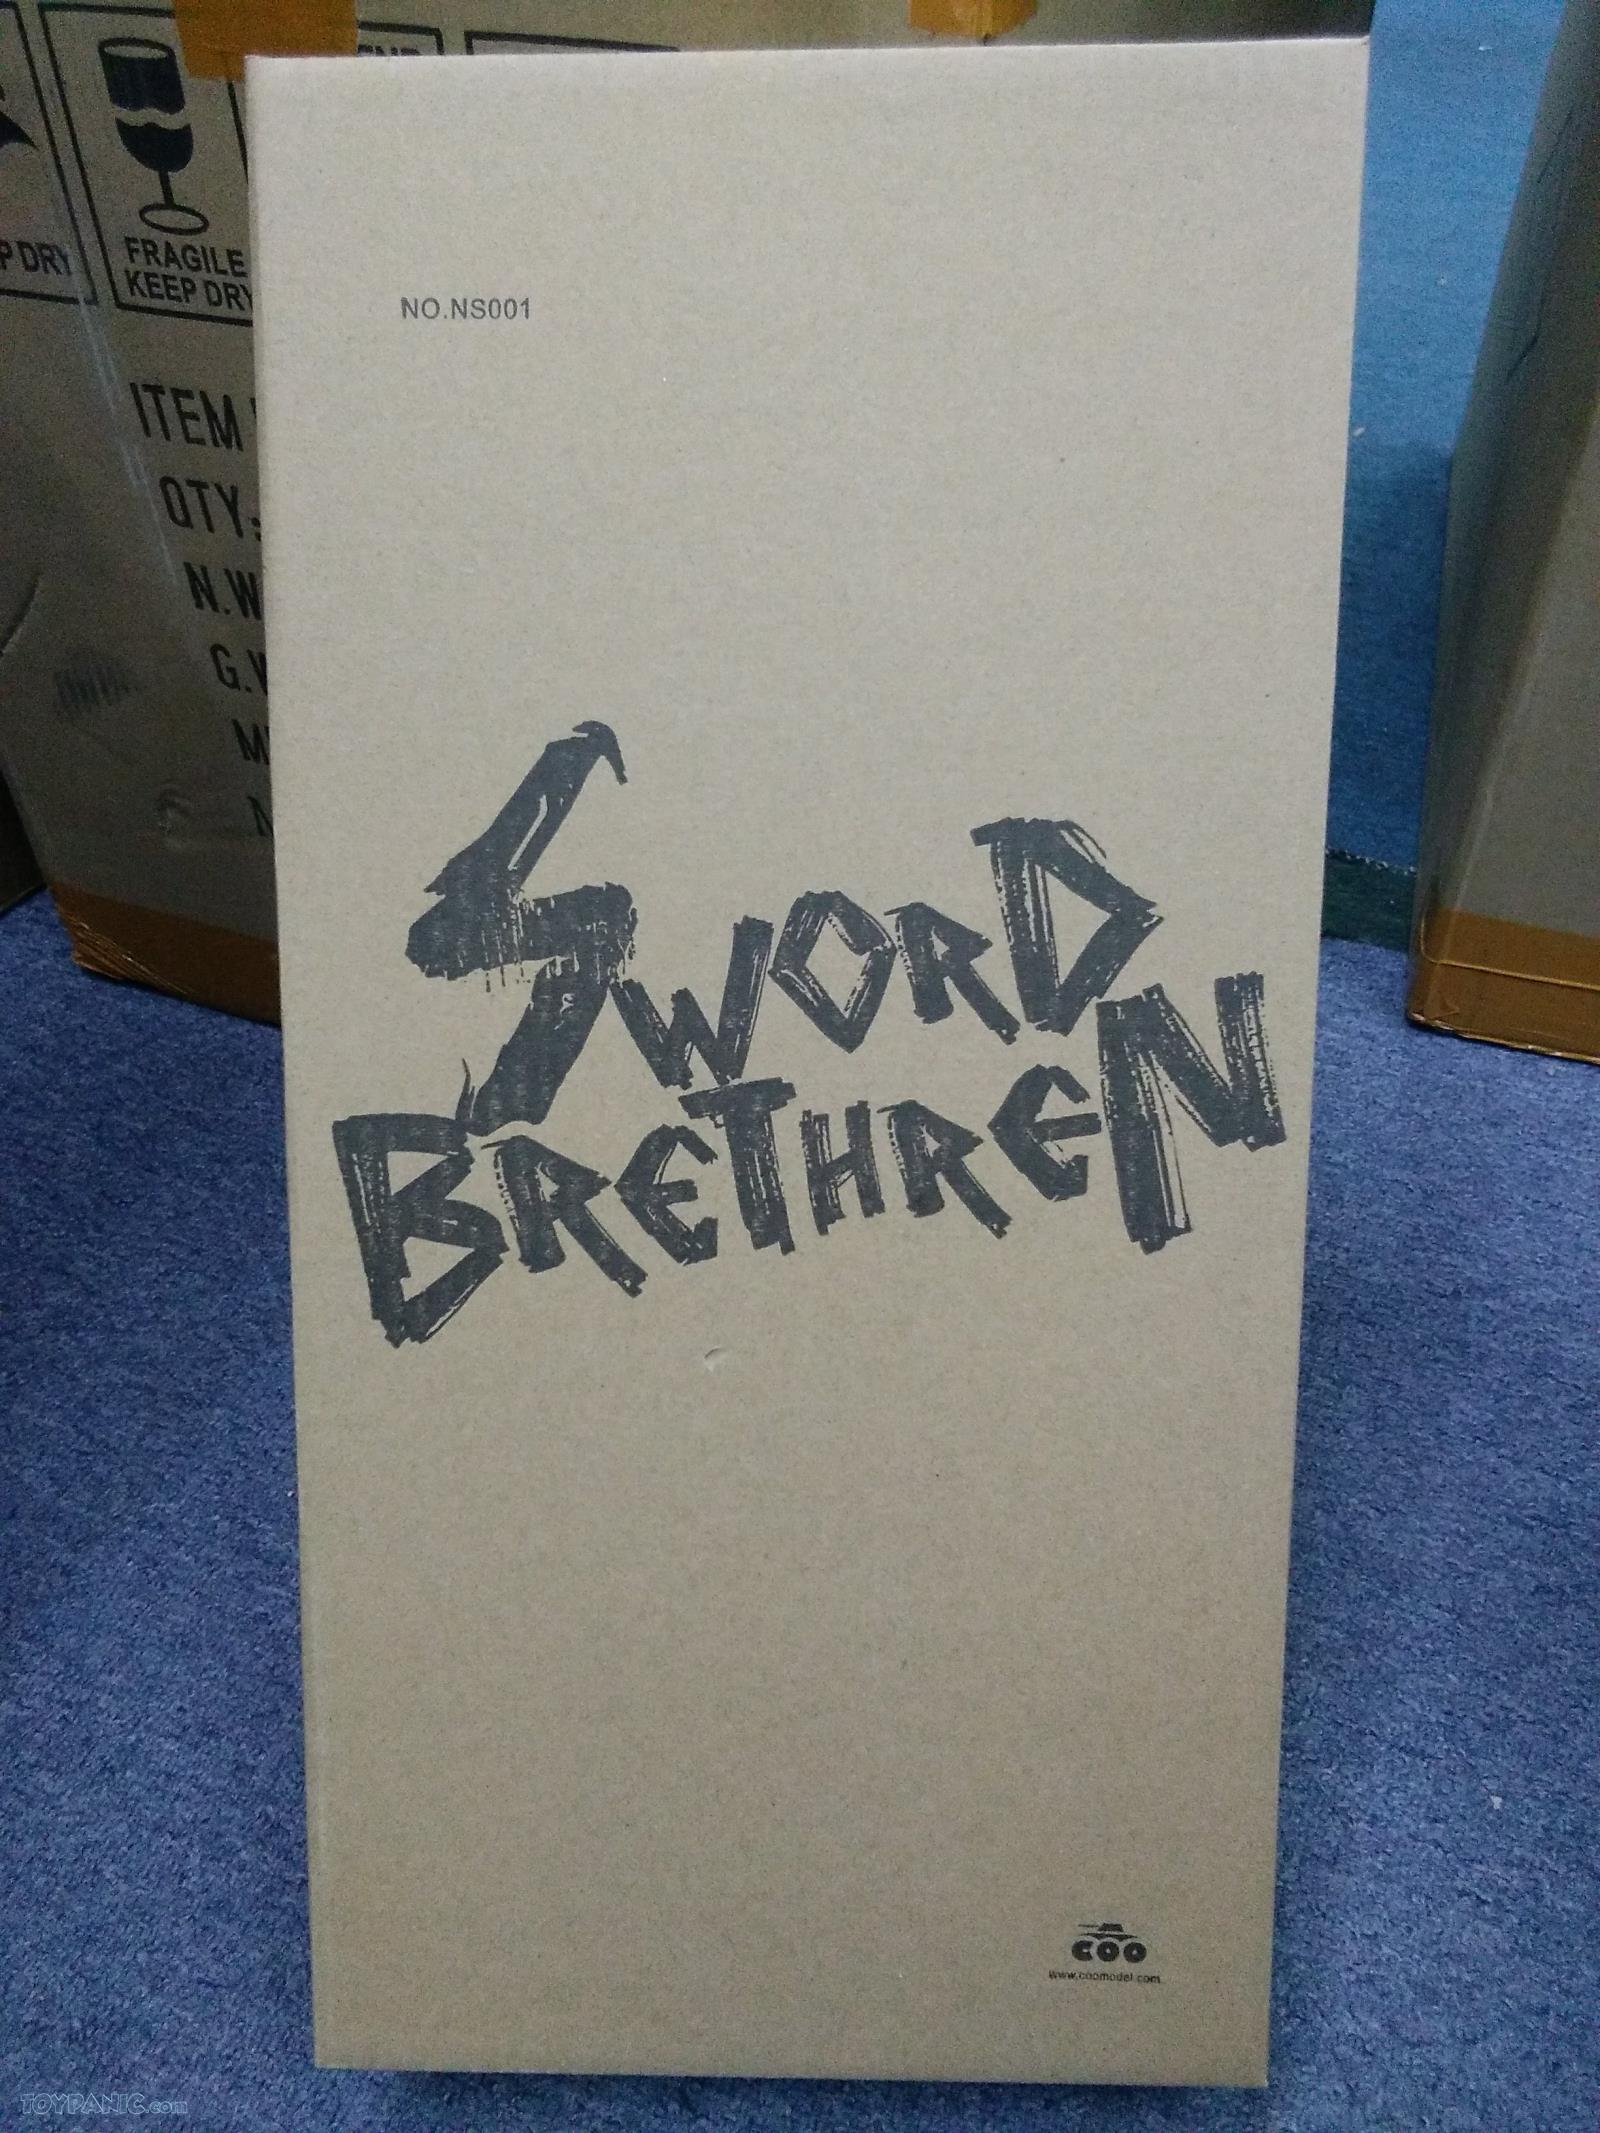 FRAGILE
KEEP DRY
P DRY
ITEM
QTY:
N.W
G.W
NO.NS001
SWORD
BRETHREN
COO
www.coomodel.com
TOYPANIC.com